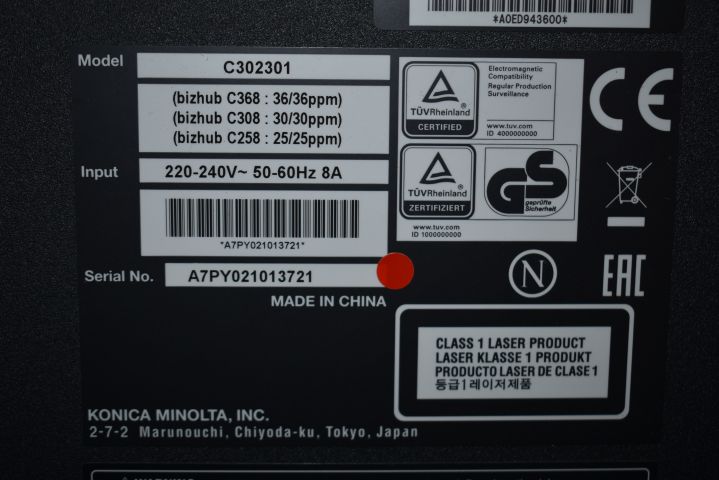 *A0ED943600*
Model C302301
(bizhub C368 : 36/36ppm)
(bizhub C308 : 30/30ppm)
(bizhub C258 : 25/25ppm)
Input 220-240V~ 50-60Hz 8A
*A7PY021013721*
Serial No. A7PY021013721
MADE IN CHINA
TÜVRheinland
CERTIFIED
Electromagnetic
Compatibility
Regular Production
Surveillance
www.tuv.com
ID 4000000000
TÜVRheinland
ZERTIFIZIERT
GS
geprüfte
Sicherheit
www.tuv.com
ID 1000000000
CE
N
EAC
CLASS 1 LASER PRODUCT
LASER KLASSE 1 PRODUKT
PRODUCTO LASER DE CLASE 1
등급1레이저제품
KONICA MINOLTA, INC.
2-7-2 Marunouchi, Chiyoda-ku, Tokyo, Japan